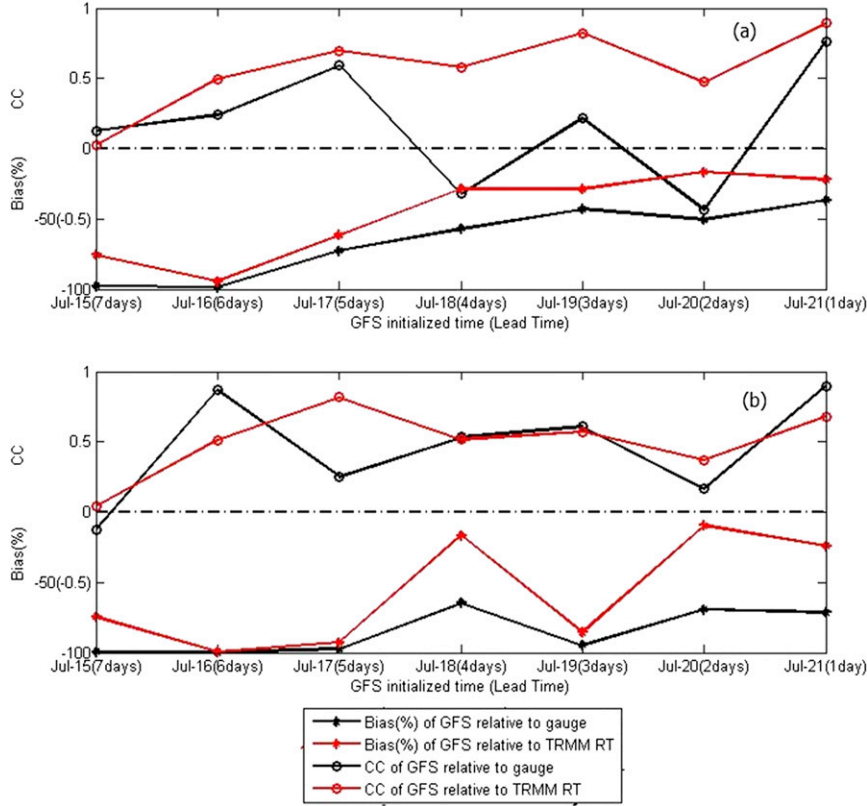 (a)
1
0.5
0
-50(-0.5)
-100
CC
Bias(%)
Jul-15(7days) Jul-16(6days) Jul-17(5days) Jul-18(4days) Jul-19(3days) Jul-20(2days) Jul-21(1day)
GFS initialized time (Lead Time)
(b)
1
0.5
0
-50(-0.5)
-100
CC
Bias(%)
Jul-15(7days) Jul-16(6days) Jul-17(5days) Jul-18(4days) Jul-19(3days) Jul-20(2days) Jul-21(1day)
GFS initialized time (Lead Time)
Bias(%) of GFS relative to gauge
Bias(%) of GFS relative to TRMM RT
CC of GFS relative to gauge
CC of GFS relative to TRMM RT